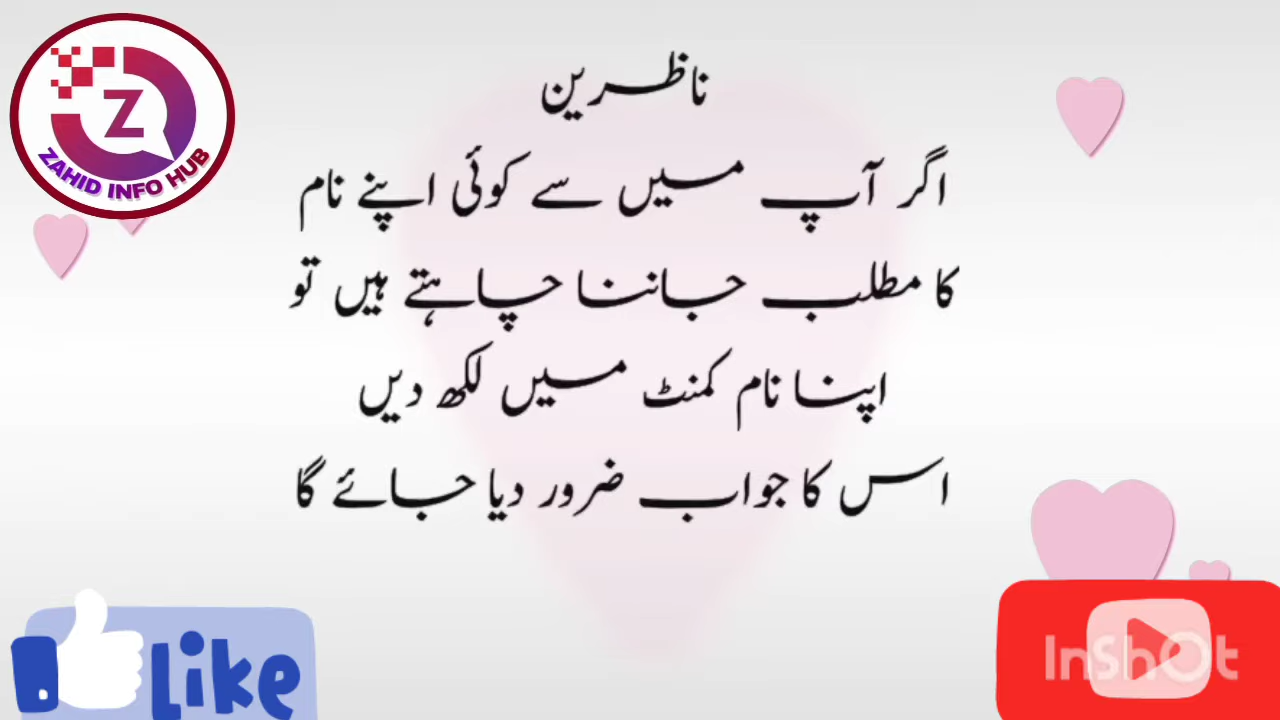 Z
ZAHID INFO HUB
ناظرین
اگر آپ میں سے کوئی اپنے نام
کا مطلب جاننا چاہتے ہیں تو
اپنا نام کمنٹ میں لکھ دیں
اس کا جواب ضرور دیا جائے گا
Like
InShOt